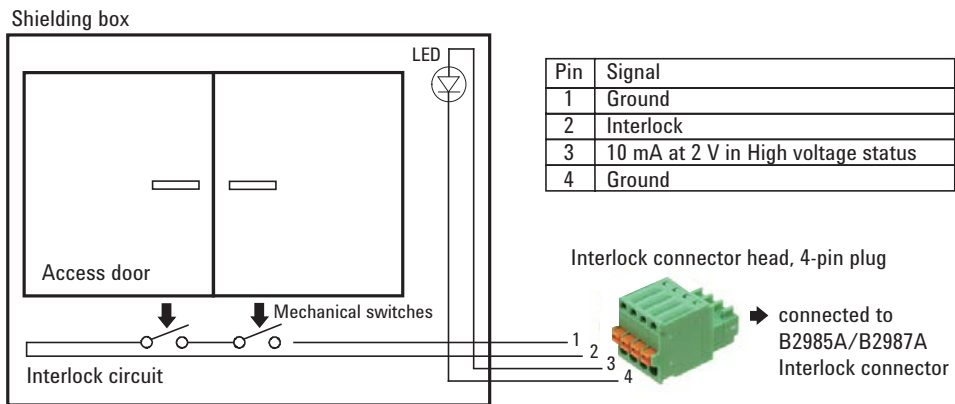 Shielding box
LED
Access door
Mechanical switches
Interlock circuit
Pin Signal
1 Ground
2 Interlock
3 10 mA at 2 V in High voltage status
4 Ground
Interlock connector head, 4-pin plug
1
2
3
4
connected to
B2985A/B2987A
Interlock connector